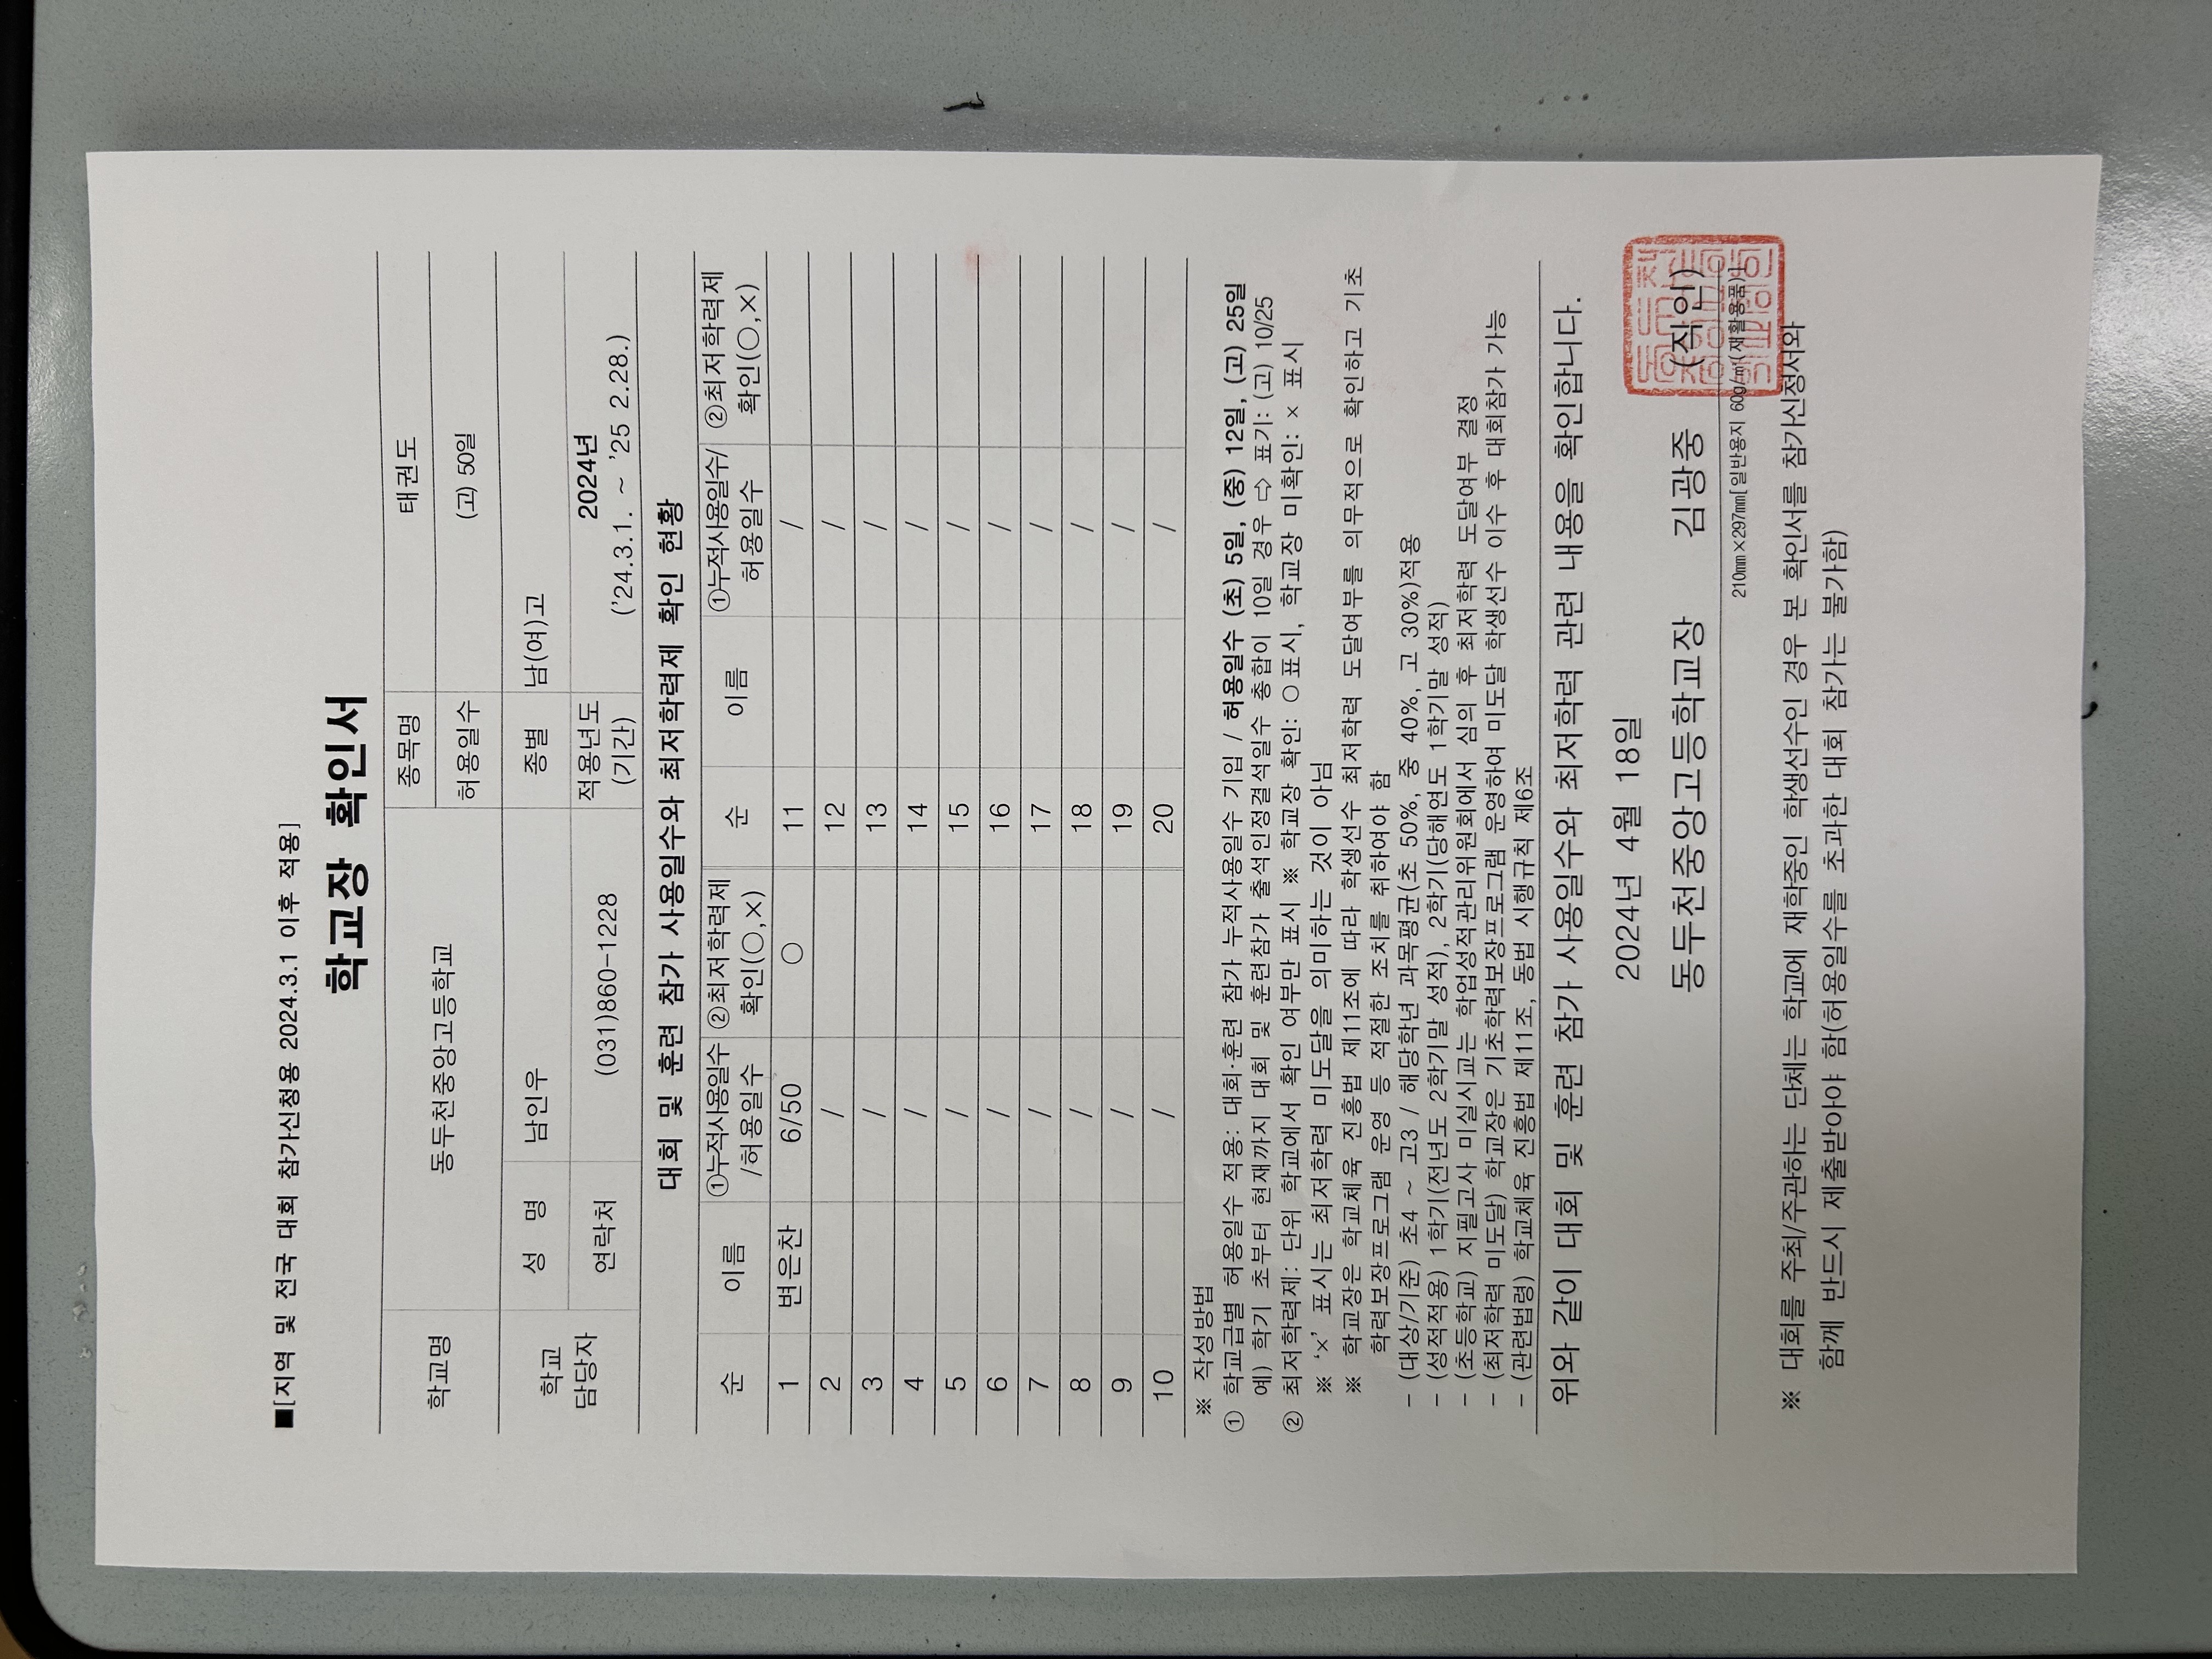 ■[지역 및 전국 대회 참가신청용 2024.3.1 이후 적용]
학교장 확인서
학교명 동두천중앙고등학교 종목명 태권도
허용일수 (고) 50일
학교 담당자 성 명 남인우 종별 남(여)고
연락처 (031)860-1228 적용년도 (기간) 2024년 ('24.3.1. ~ '25 2.28.)
대회 및 훈련 참가 사용일수와 최저학력제 확인 현황
순 이름 ①누적사용일수/허용일수 ②최저학력제 확인(○,×) 순 이름 ①누적사용일수/허용일수 ②최저학력제 확인(○,×)
1 변은찬 6/50 ○ 11 /
2 / 12 /
3 / 13 /
4 / 14 /
5 / 15 /
6 / 16 /
7 / 17 /
8 / 18 /
9 / 19 /
10 / 20 /
※ 작성방법
① 학교급별 허용일수 적용: 대회·훈련 참가 누적사용일수 기입 / 허용일수 (초) 5일, (중) 12일, (고) 25일
예) 학기 초부터 현재까지 대회 및 훈련참가 출석인정결석일수 총합이 10일 경우 ⇨ 표기: (고) 10/25
② 최저학력제: 단위 학교에서 확인 여부만 표시 ※ 학교장 확인: ○표시, 학교장 미확인: × 표시
※ '×' 표시는 최저학력 미도달을 의미하는 것이 아님
※ 학교장은 학교체육 진흥법 제11조에 따라 학생선수 최저학력 도달여부를 의무적으로 확인하고 기초
학력보장프로그램 운영 등 적절한 조치를 취하여야 함
- (대상/기준) 초4 ~ 고3 / 해당학년 과목평균(초 50%, 중 40%, 고 30%)적용
- (성적적용) 1학기(전년도 2학기말 성적), 2학기(당해연도 1학기말 성적)
- (초등학교) 지필고사 미실시교는 학업성적관리위원회에서 심의 후 최저학력 도달여부 결정
- (최저학력 미도달) 학교장은 기초학력보장프로그램 운영하여 미도달 학생선수 이수 후 대회참가 가능
- (관련법령) 학교체육 진흥법 제11조, 동법 시행규칙 제6조
위와 같이 대회 및 훈련 참가 사용일수와 최저학력 관련 내용을 확인합니다.
2024년 4월 18일
동두천중앙고등학교장 김광중 (직인)
210㎜×297㎜[일반용지 60g/㎡(재활용품)]
※ 대회를 주최/주관하는 단체는 학교에 재학중인 학생선수인 경우 본 확인서를 참가신청서와
함께 반드시 제출받아야 함(허용일수를 초과한 대회 참가는 불가함)